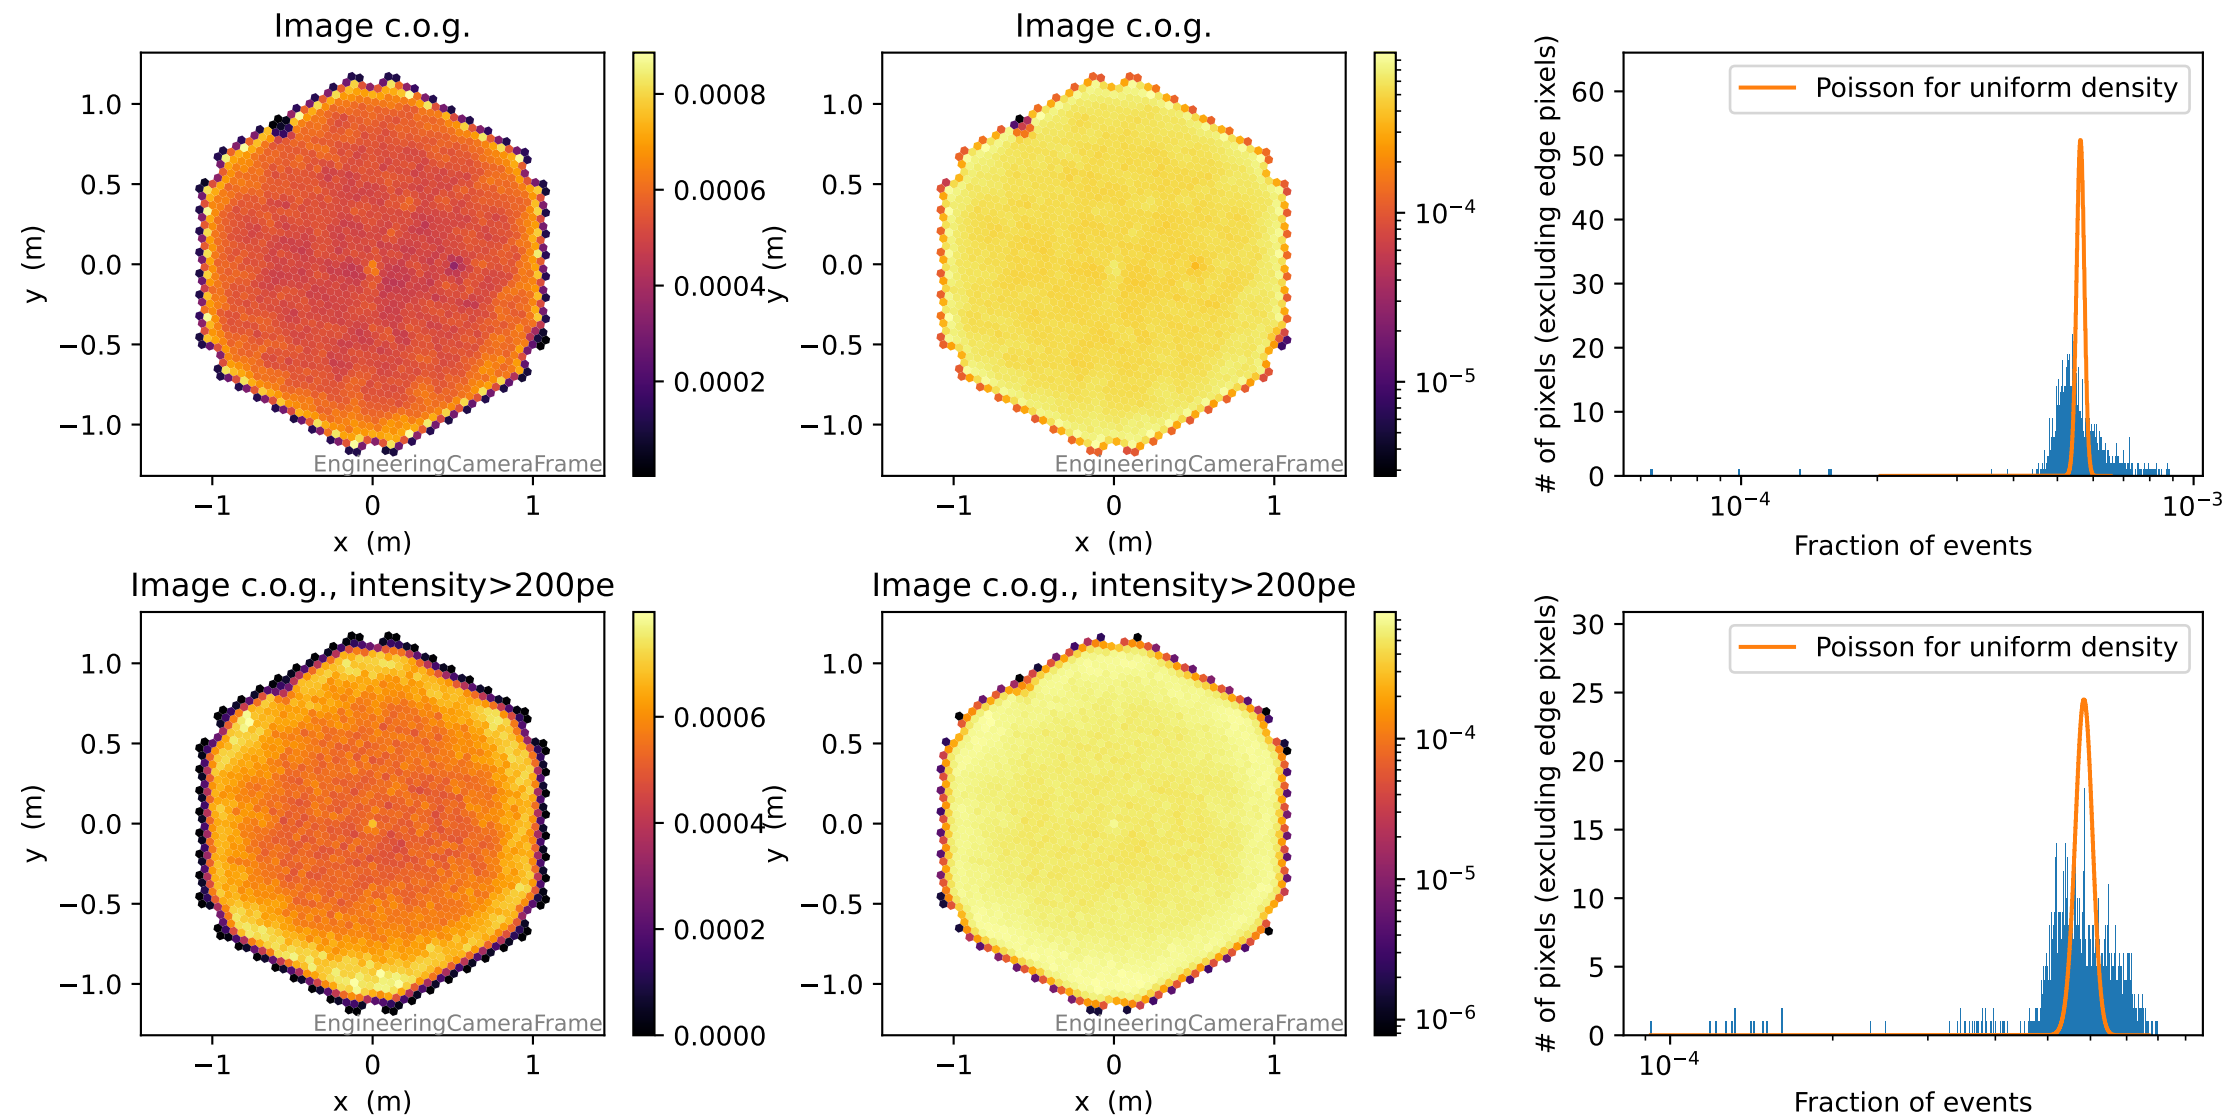 Image c.o.g.
1.0
0.5
0.0
−0.5
−1.0
y (m)
−1 0 1
x (m)
EngineeringCameraFrame
0.0008
0.0006
0.0004
0.0002
Image c.o.g.
1.0
0.5
0.0
−0.5
−1.0
y (m)
−1 0 1
x (m)
EngineeringCameraFrame
10⁻⁴
10⁻⁵
# of pixels (excluding edge pixels)
60
50
40
30
20
10
0
Poisson for uniform density
10⁻⁴ 10⁻³
Fraction of events
Image c.o.g., intensity>200pe
1.0
0.5
0.0
−0.5
−1.0
y (m)
−1 0 1
x (m)
EngineeringCameraFrame
0.0006
0.0004
0.0002
0.0000
Image c.o.g., intensity>200pe
1.0
0.5
0.0
−0.5
−1.0
y (m)
−1 0 1
x (m)
EngineeringCameraFrame
10⁻⁴
10⁻⁵
10⁻⁶
# of pixels (excluding edge pixels)
30
25
20
15
10
5
0
Poisson for uniform density
10⁻⁴
Fraction of events